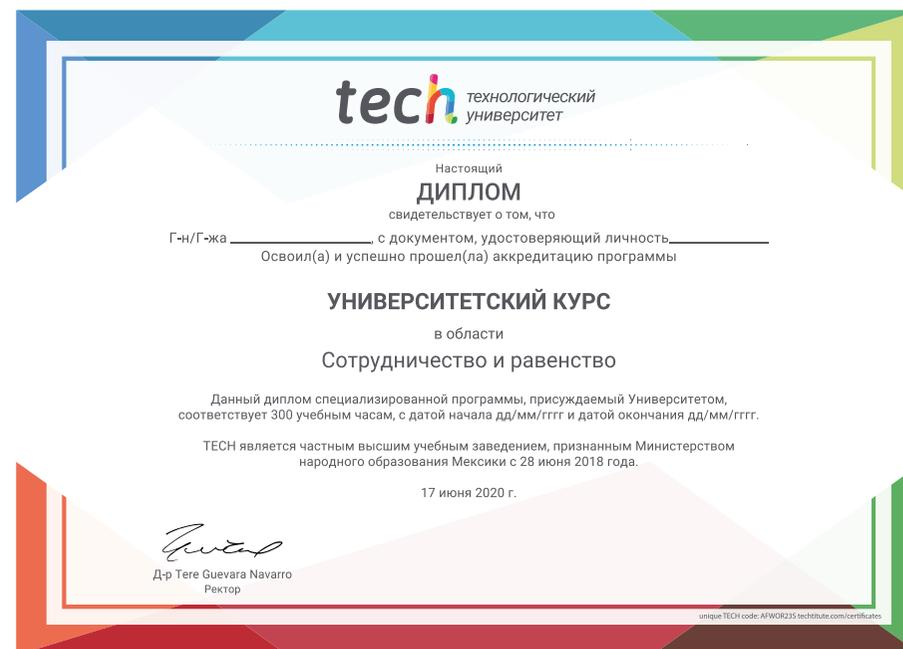 tech технологический
университет
Настоящий
ДИПЛОМ
свидетельствует о том, что
Г-н/Г-жа ____________________, с документом, удостоверяющий личность______________
Освоил(а) и успешно прошел(ла) аккредитацию программы
УНИВЕРСИТЕТСКИЙ КУРС
в области
Сотрудничество и равенство
Данный диплом специализированной программы, присуждаемый Университетом,
соответствует 300 учебным часам, с датой начала дд/мм/гггг и датой окончания дд/мм/гггг.
TECH является частным высшим учебным заведением, признанным Министерством
народного образования Мексики с 28 июня 2018 года.
17 июня 2020 г.
Д-р Tere Guevara Navarro
Ректор
unique TECH code: AFWOR23S techtitute.com/certificates